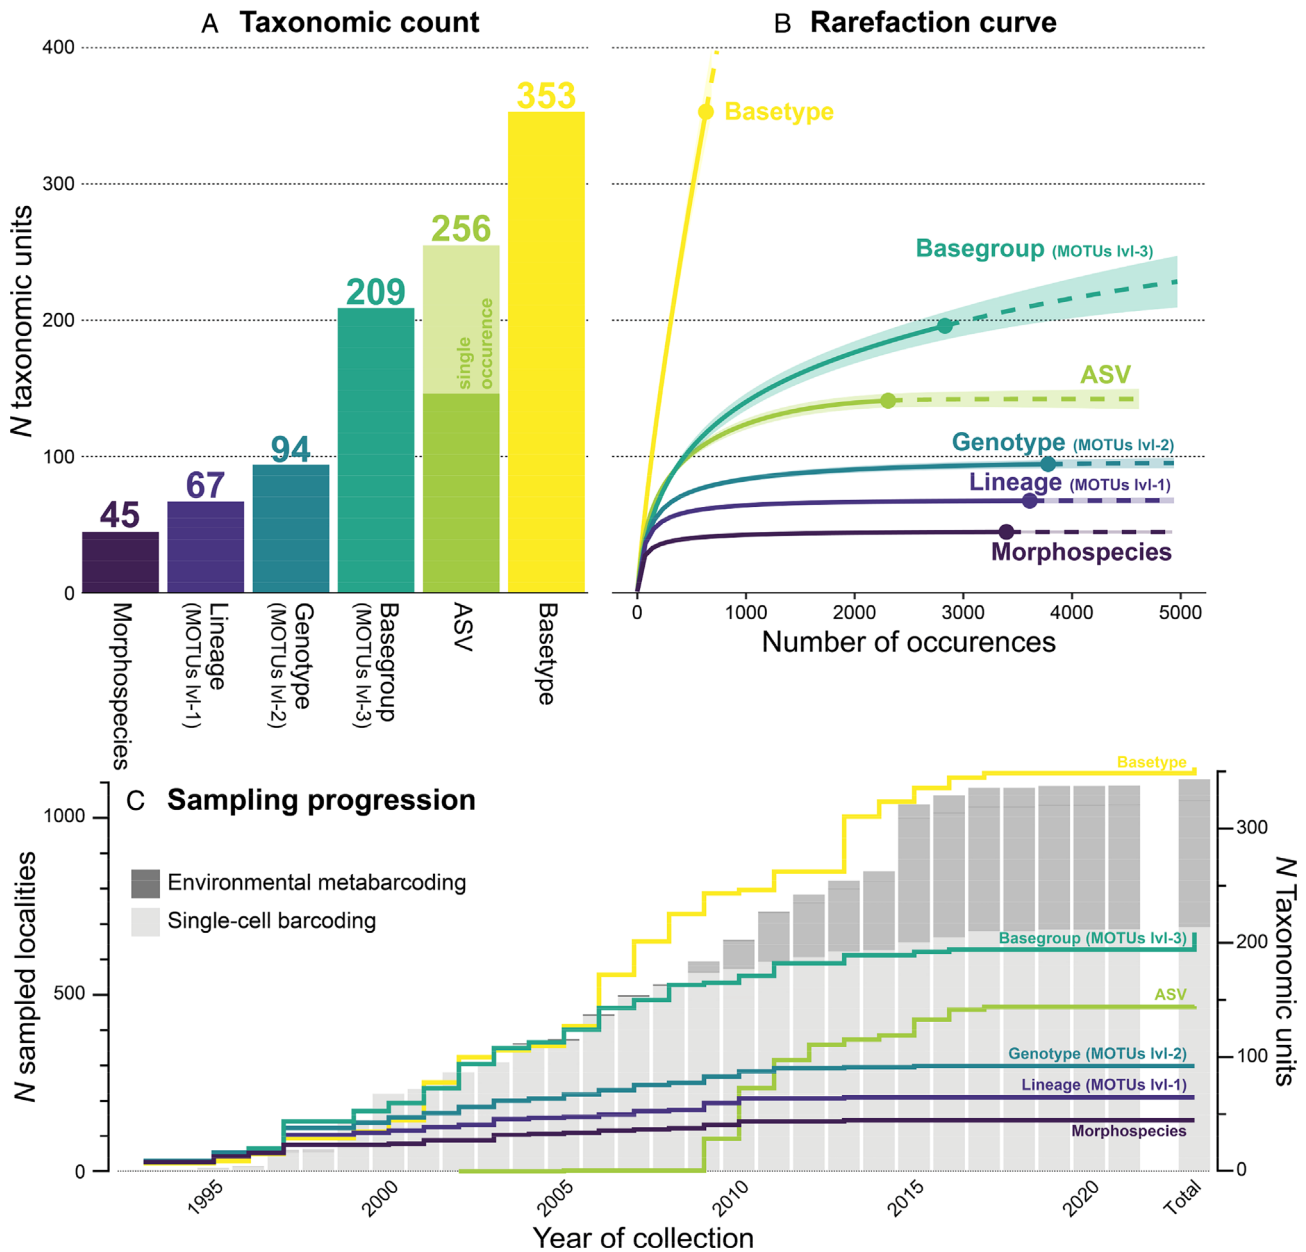 A Taxonomic count
N taxonomic units
400
300
200
100
0
45
67
94
209
256
353
single
occurence
Morphospecies
Lineage
(MOTUs lvl-1)
Genotype
(MOTUs lvl-2)
Basegroup
(MOTUs lvl-3)
ASV
Basetype
B Rarefaction curve
Basetype
Basegroup (MOTUs lvl-3)
ASV
Genotype (MOTUs lvl-2)
Lineage (MOTUs lvl-1)
Morphospecies
0 1000 2000 3000 4000 5000
Number of occurences
C Sampling progression
N sampled localities
1000
500
0
Environmental metabarcoding
Single-cell barcoding
Basetype
Basegroup (MOTUs lvl-3)
ASV
Genotype (MOTUs lvl-2)
Lineage (MOTUs lvl-1)
Morphospecies
300
200
100
0
N Taxonomic units
1995 2000 2005 2010 2015 2020 Total
Year of collection